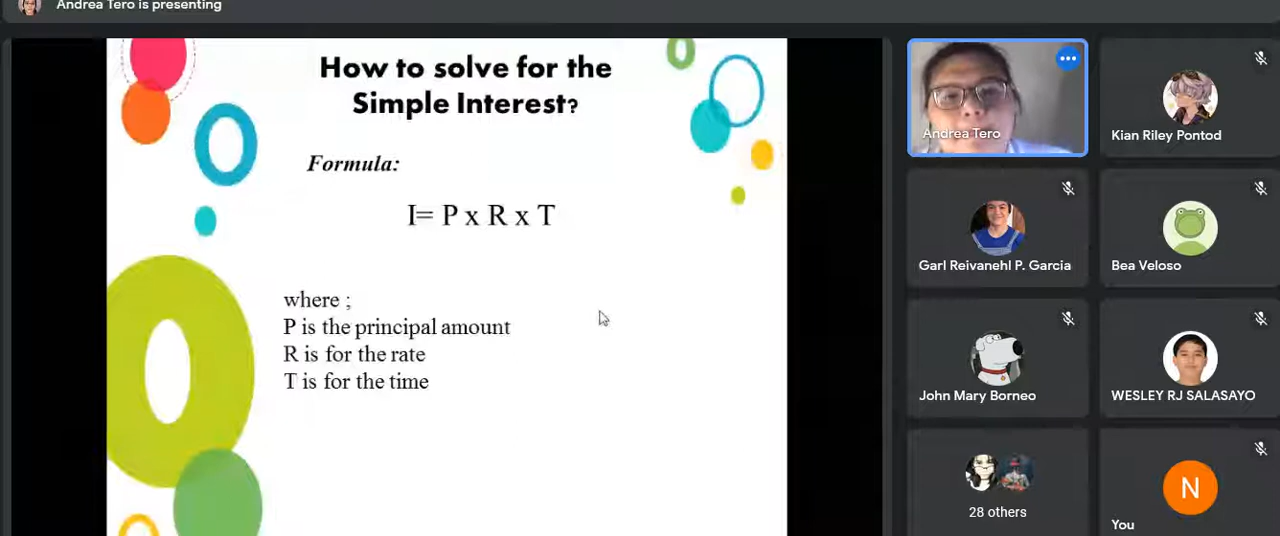 Andrea Tero is presenting
How to solve for the
Simple Interest?
Formula:
I= P x R x T
where ;
P is the principal amount
R is for the rate
T is for the time
Andrea Tero
Kian Riley Pontod
Garl Reivanehl P. Garcia
Bea Veloso
John Mary Borneo
WESLEY RJ SALASAYO
28 others
N
You